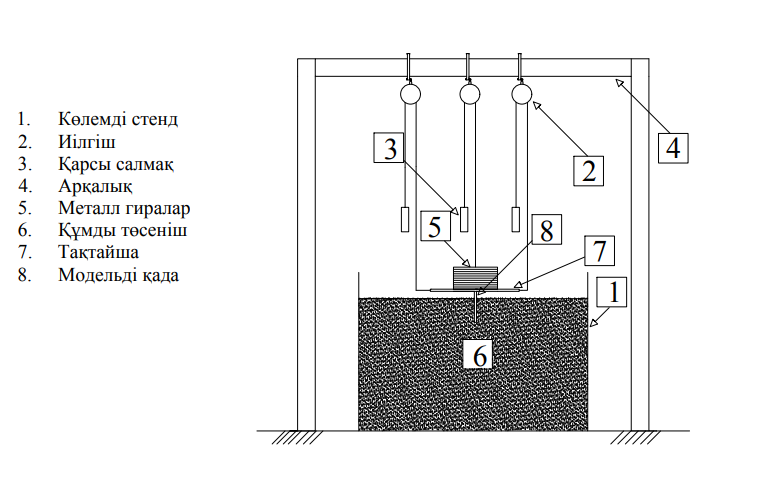 1. Көлемді стенд
2. Иілгіш
3. Қарсы салмақ
4. Арқалық
5. Металл гиралар
6. Құмды төсеніш
7. Тақтайша
8. Модельді қада
3
2
4
5
8
7
1
6